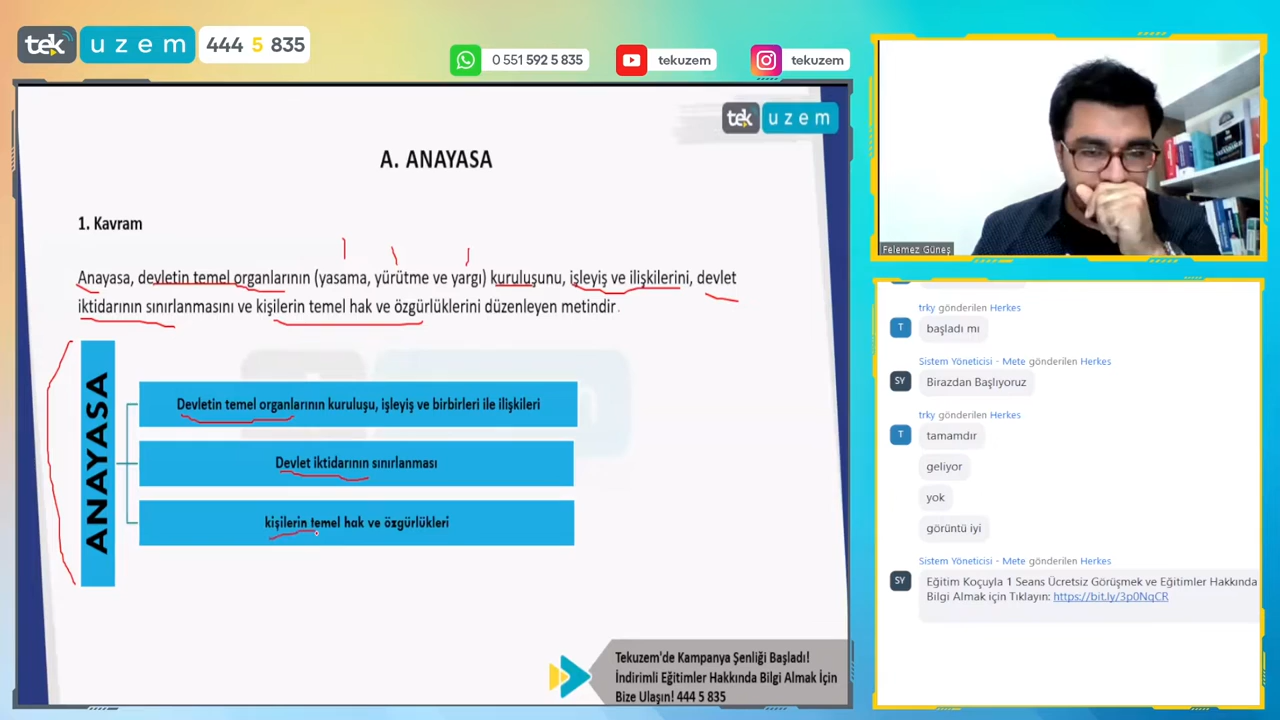 tek uzem 444 5 835
0 551 592 5 835
tekuzem
tekuzem
tek uzem
A. ANAYASA
1. Kavram
Anayasa, devletin temel organlarının (yasama, yürütme ve yargı) kuruluşunu, işleyiş ve ilişkilerini, devlet
iktidarının sınırlanmasını ve kişilerin temel hak ve özgürlüklerini düzenleyen metindir.
ANAYASA
Devletin temel organlarının kuruluşu, işleyiş ve birbirleri ile ilişkileri
Devlet iktidarının sınırlanması
kişilerin temel hak ve özgürlükleri
Tekuzem'de Kampanya Şenliği Başladı!
İndirimli Eğitimler Hakkında Bilgi Almak İçin
Bize Ulaşın! 444 5 835
Felemez Güneş
trky gönderilen Herkes
T
başladı mı
Sistem Yöneticisi - Mete gönderilen Herkes
SY
Birazdan Başlıyoruz
trky gönderilen Herkes
T
tamamdır
geliyor
yok
görüntü iyi
Sistem Yöneticisi - Mete gönderilen Herkes
SY
Eğitim Koçuyla 1 Seans Ücretsiz Görüşmek ve Eğitimler Hakkında
Bilgi Almak için Tıklayın: https://bit.ly/3p0NqCR